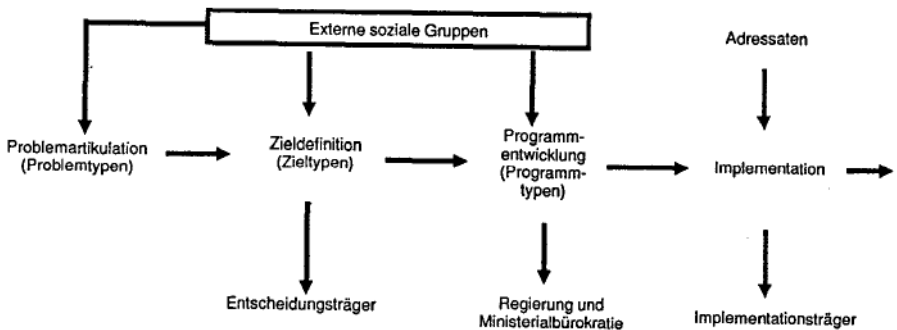 Externe soziale Gruppen
Adressaten
Problemartikulation
(Problemtypen)
Zieldefinition
(Zieltypen)
Programm-
entwicklung
(Programm-
typen)
Implementation
Entscheidungsträger
Regierung und
Ministerialbürokratie
Implementationsträger